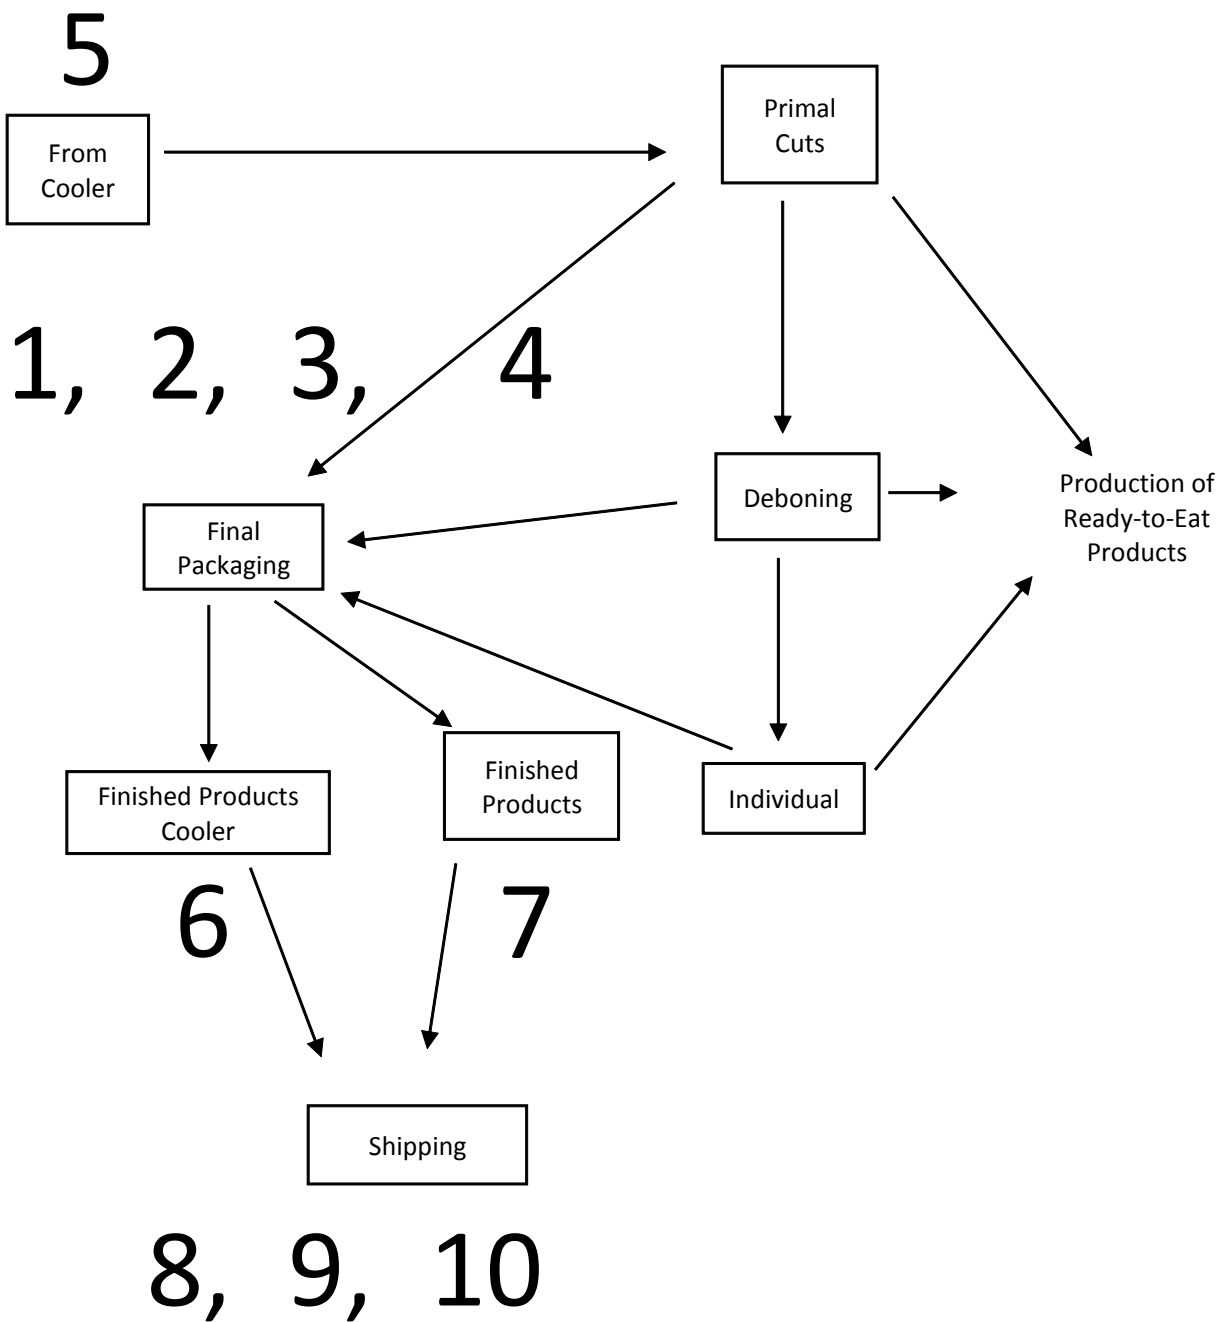 5
From
Cooler
Primal
Cuts
1, 2, 3, 4
Final
Packaging
Deboning
Production of
Ready-to-Eat
Products
Finished Products
Cooler
Finished
Products
Individual
6
7
Shipping
8, 9, 10